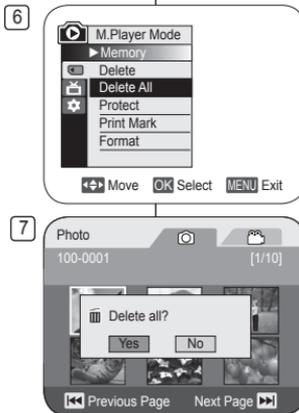 6
M.Player Mode
►Memory
Delete
Delete All
Protect
Print Mark
Format
Move OK Select MENU Exit
7
Photo
100-0001 [1/10]
Delete all?
Yes No
Previous Page Next Page